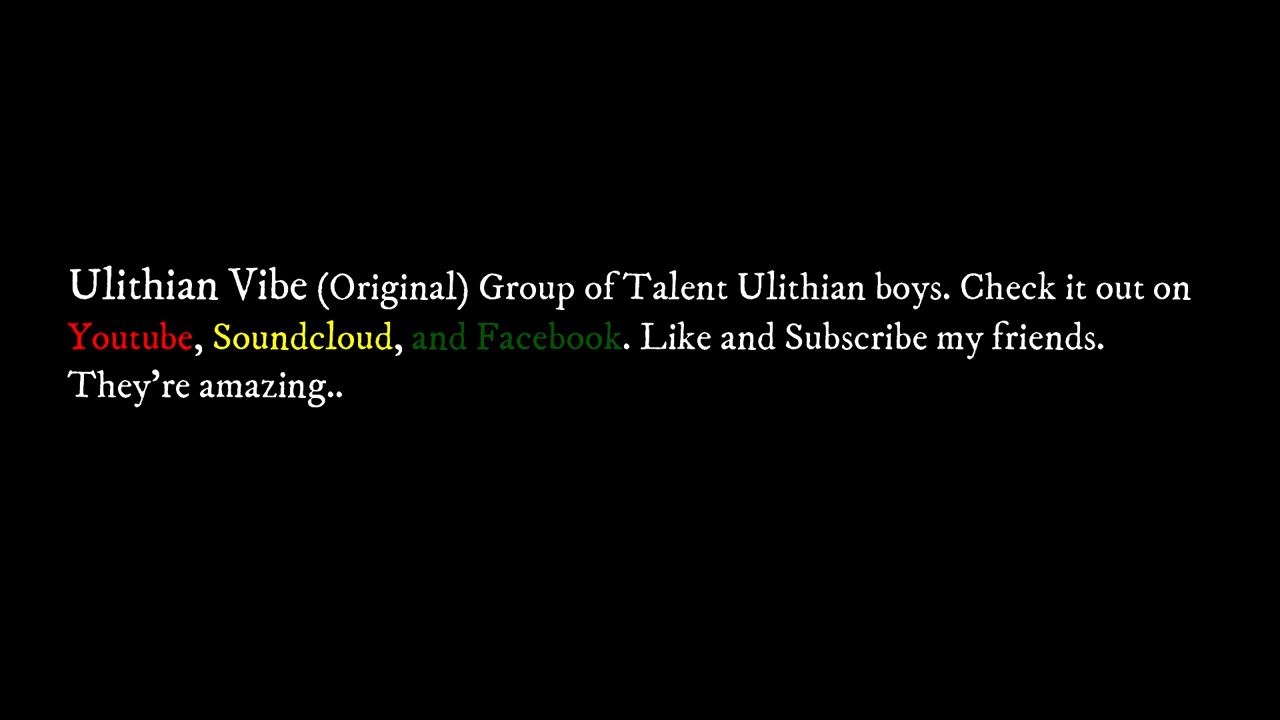 Ulithian Vibe (Original) Group of Talent Ulithian boys. Check it out on
Youtube, Soundcloud, and Facebook. Like and Subscribe my friends.
They're amazing..